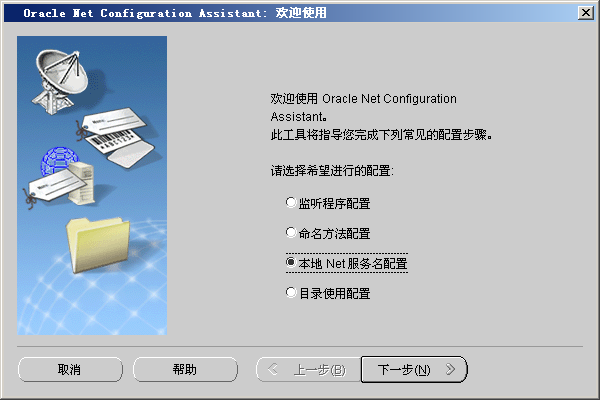 Oracle Net Configuration Assistant: 欢迎使用
欢迎使用 Oracle Net Configuration
Assistant。
此工具将指导您完成下列常见的配置步骤。
请选择希望进行的配置:
监听程序配置
命名方法配置
本地 Net 服务名配置
目录使用配置
取消
帮助
上一步(B)
下一步(N)